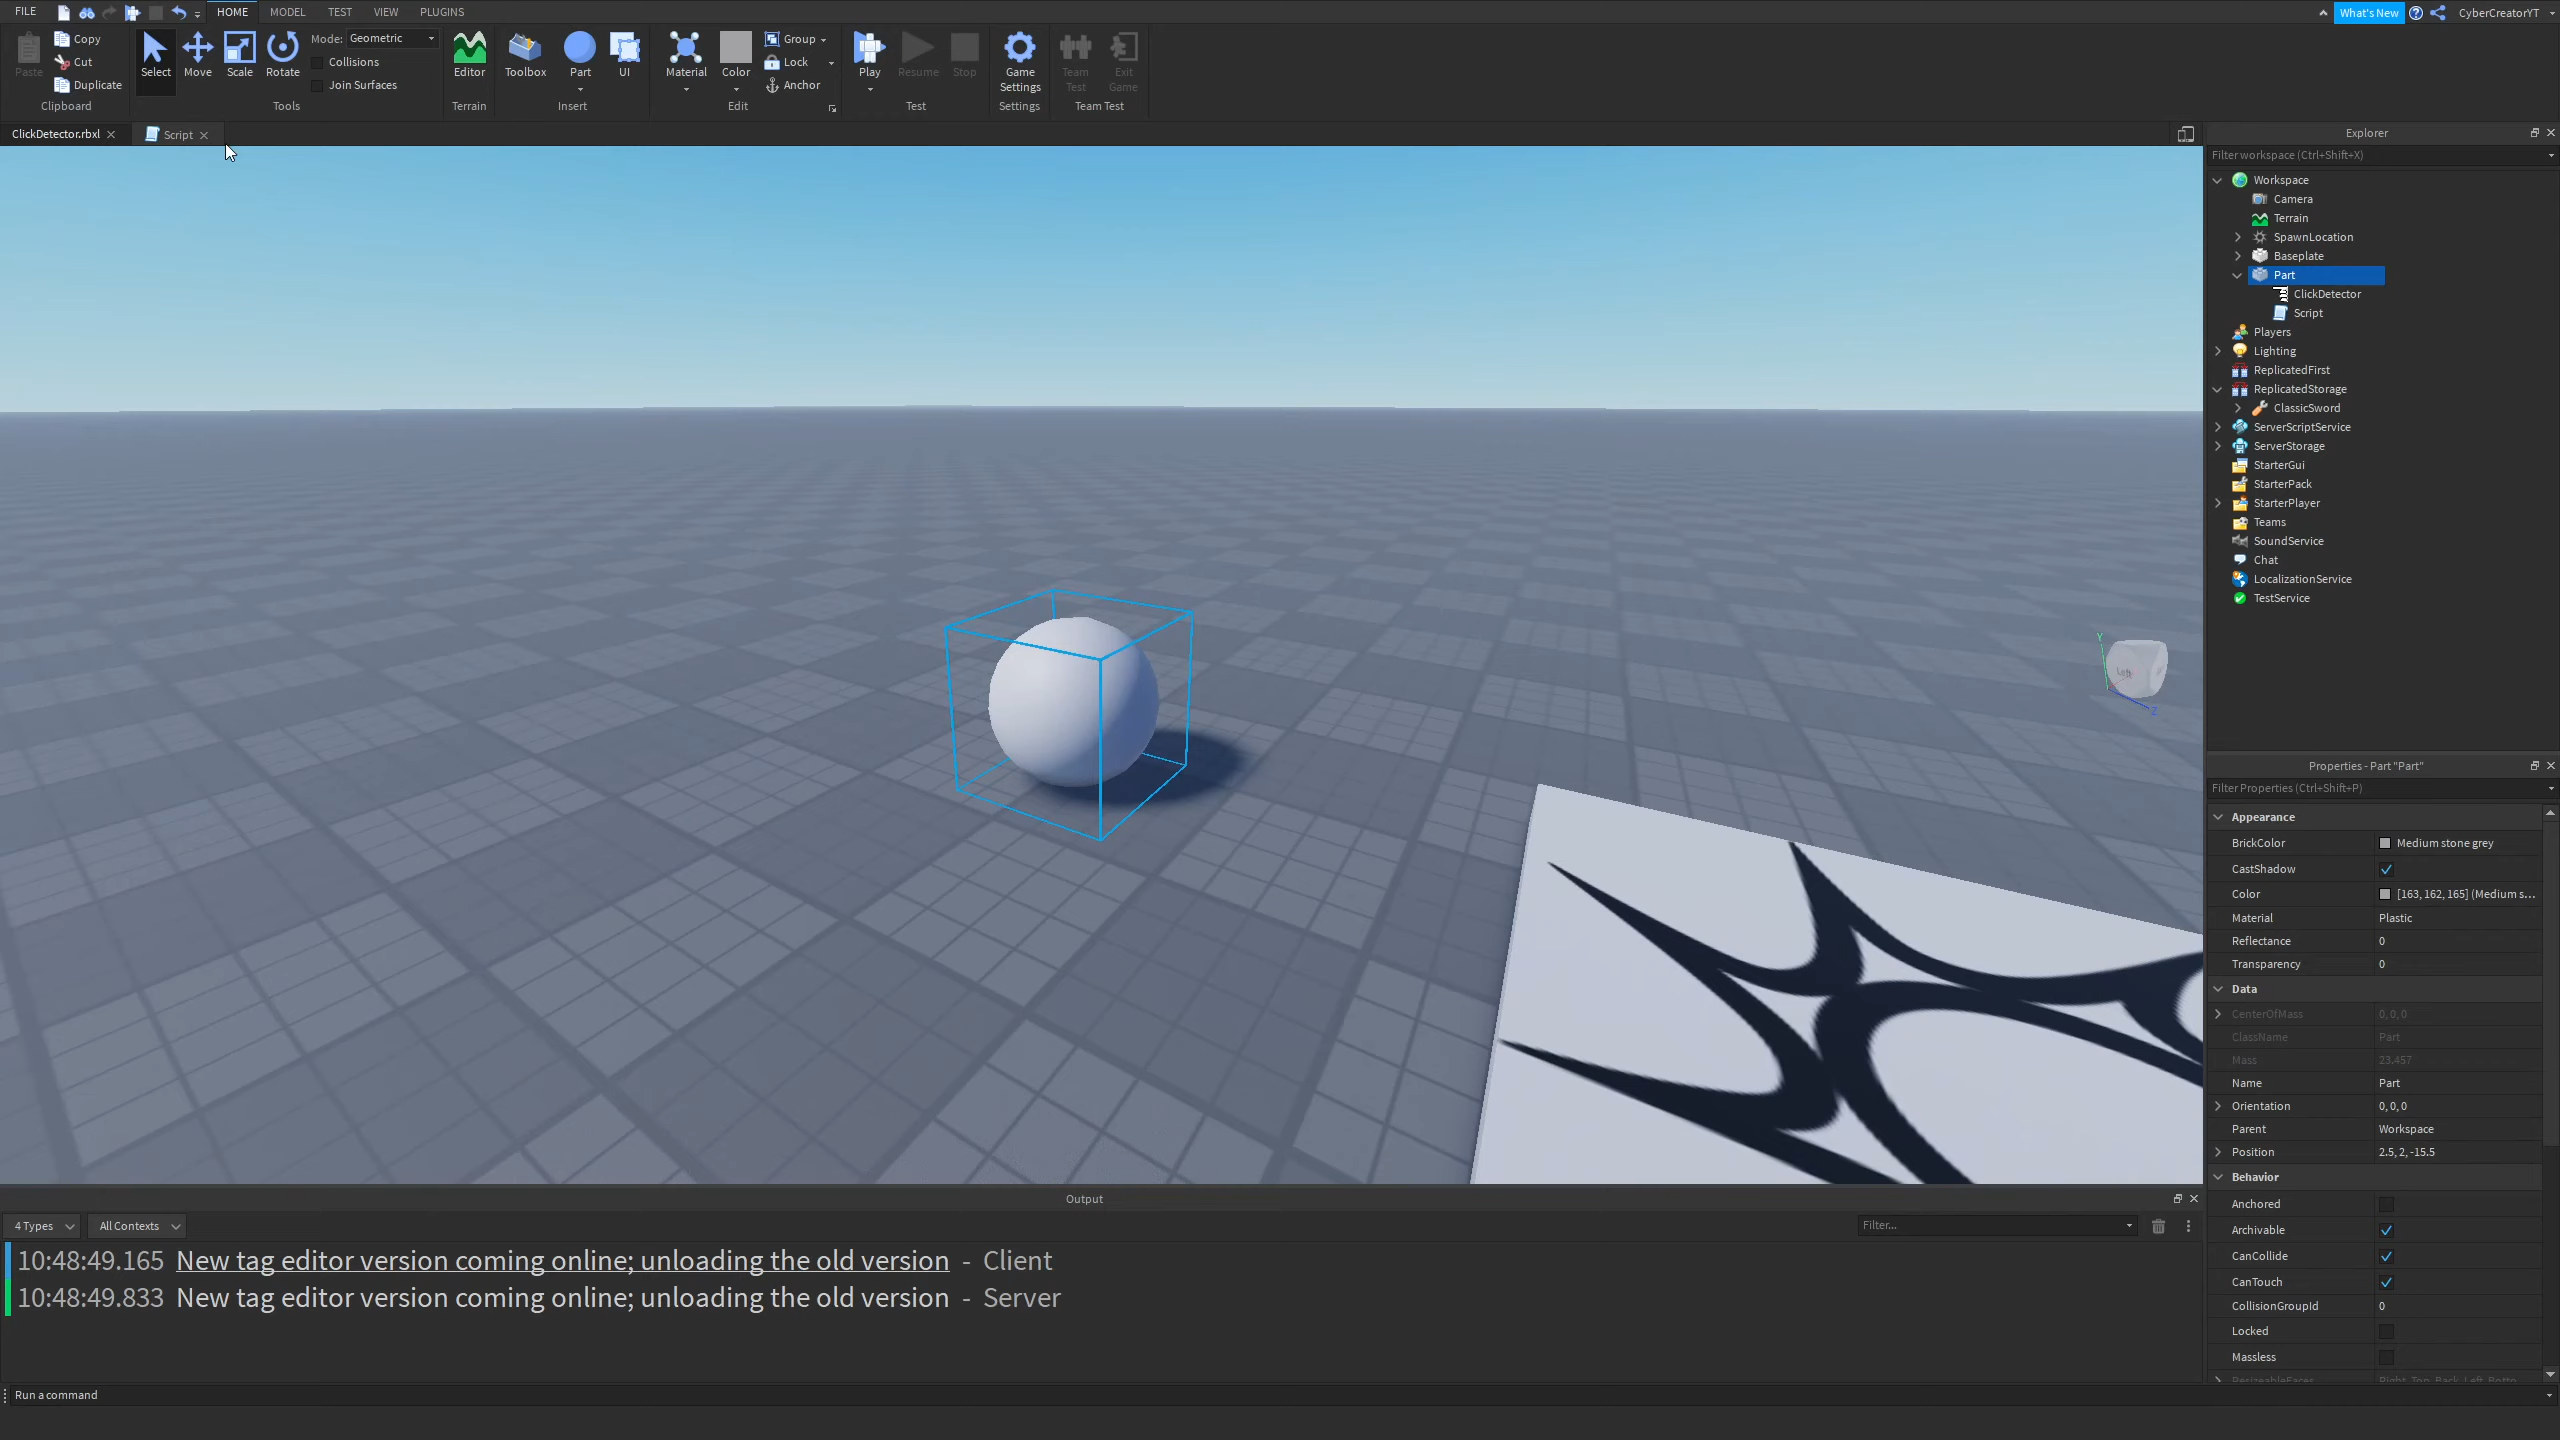 FILE HOME MODEL TEST VIEW PLUGINS What's New CyberCreatorYT
Copy Mode: Geometric Group
Paste Cut Select Move Scale Rotate Collisions Editor Toolbox Part UI Material Color Lock Play Resume Stop Game Settings Team Test Exit Game
Duplicate Join Surfaces Anchor
Clipboard Tools Terrain Insert Edit Test Settings Team Test
ClickDetector.rbxl Script
Explorer
Filter workspace (Ctrl+Shift+X)
Workspace
Camera
Terrain
SpawnLocation
Baseplate
Part
ClickDetector
Script
Players
Lighting
ReplicatedFirst
ReplicatedStorage
ClassicSword
ServerScriptService
ServerStorage
StarterGui
StarterPack
StarterPlayer
Teams
SoundService
Chat
LocalizationService
TestService
Y
Left
Z
Properties - Part "Part"
Filter Properties (Ctrl+Shift+P)
Appearance
BrickColor Medium stone grey
CastShadow
Color [163, 162, 165] (Medium s...
Material Plastic
Reflectance 0
Transparency 0
Data
CenterOfMass 0, 0, 0
ClassName Part
Mass 23.457
Name Part
Orientation 0, 0, 0
Parent Workspace
Position 2.5, 2, -15.5
Behavior
Anchored
Archivable
CanCollide
CanTouch
CollisionGroupId 0
Locked
Massless
Output
4 Types All Contexts Filter...
10:48:49.165 New tag editor version coming online; unloading the old version - Client
10:48:49.833 New tag editor version coming online; unloading the old version - Server
Run a command